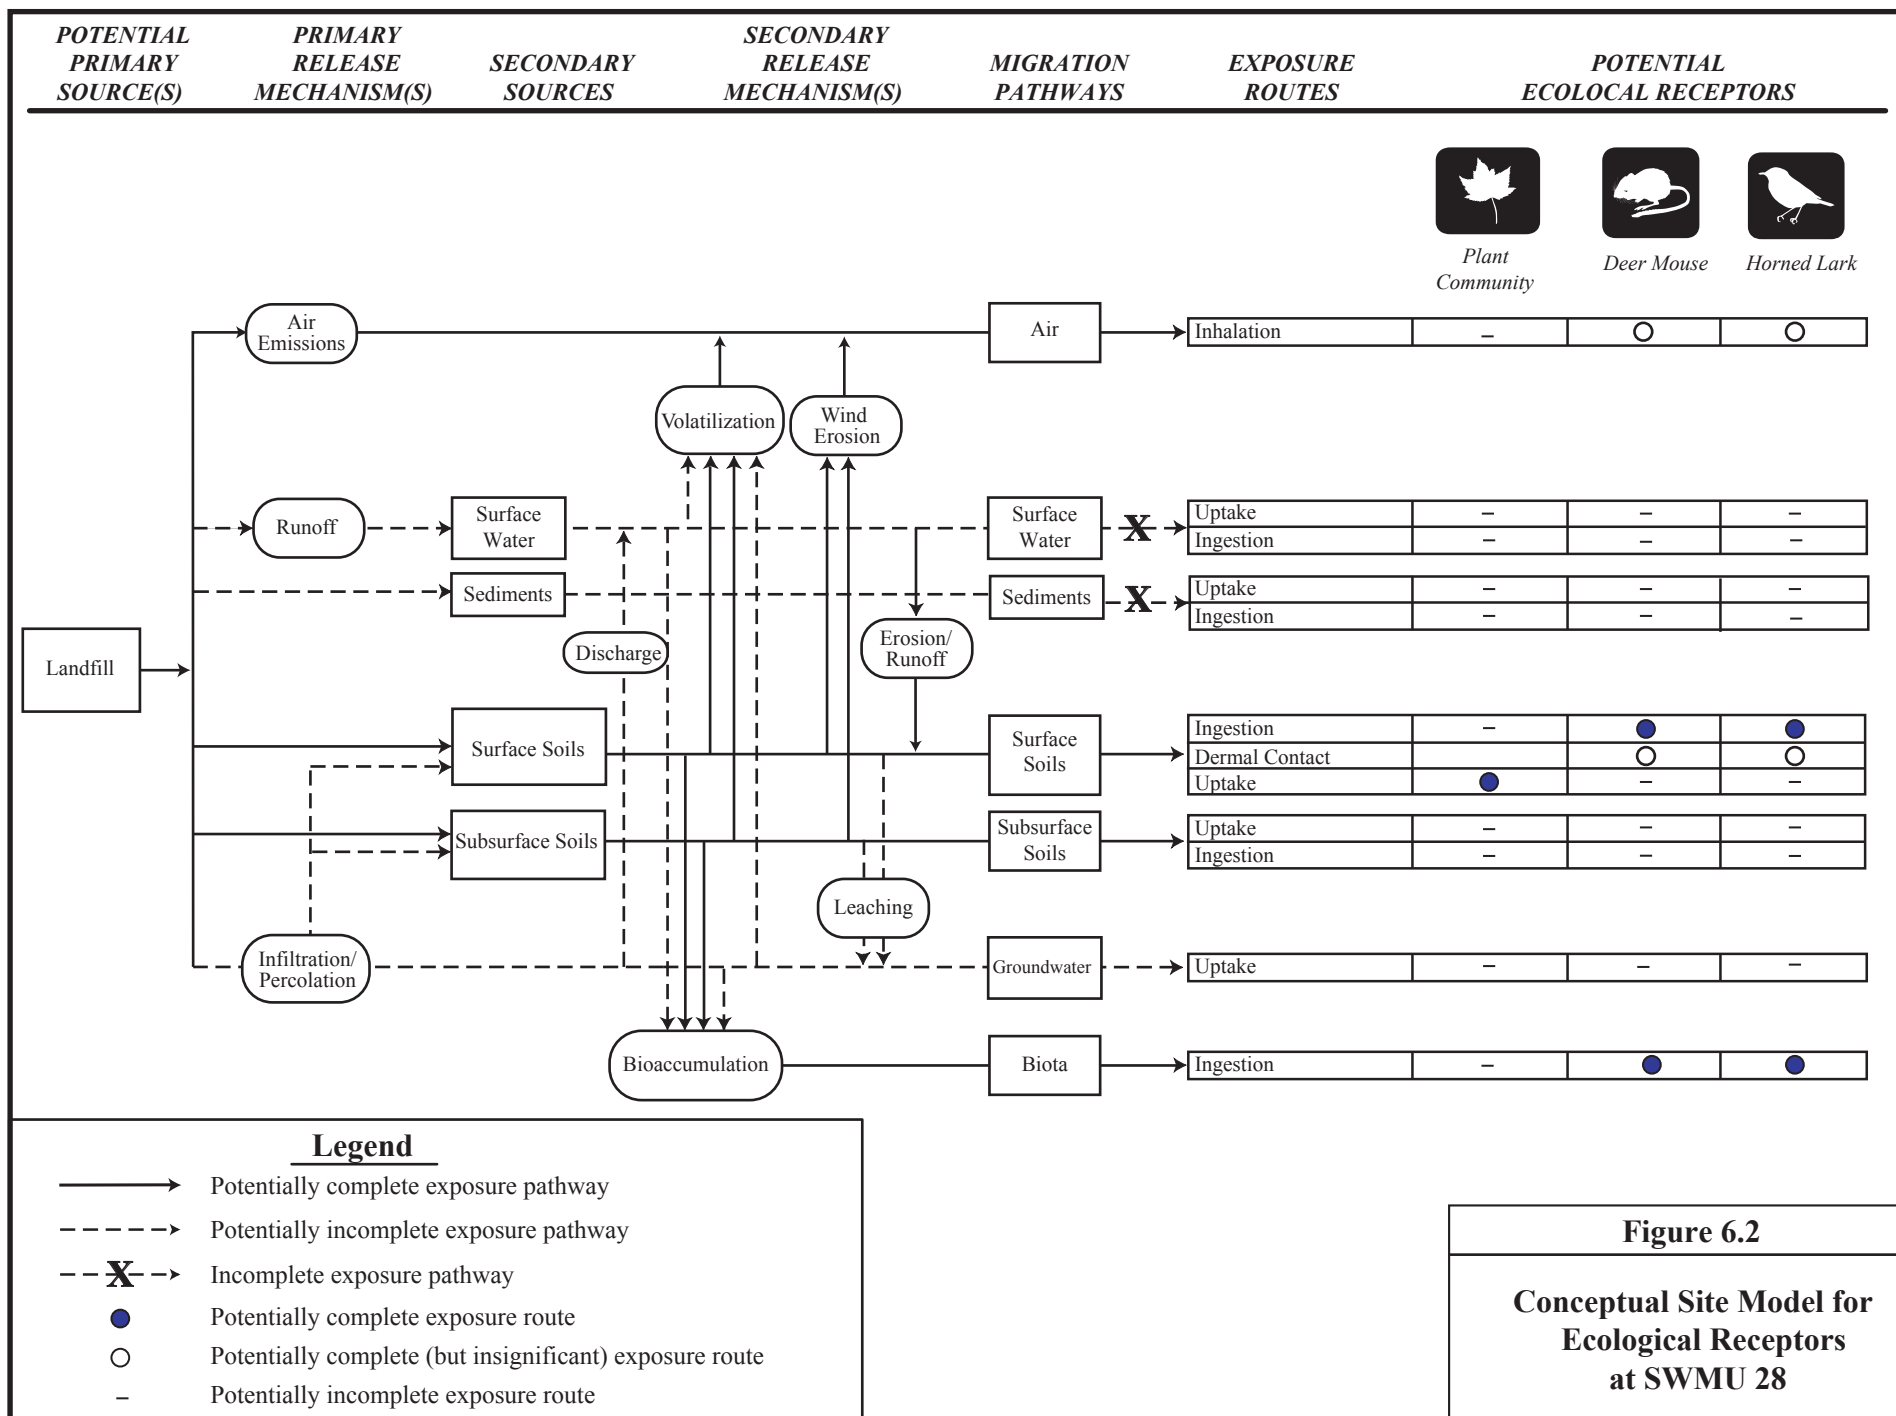 POTENTIAL
PRIMARY
SOURCE(S)
PRIMARY
RELEASE
MECHANISM(S)
SECONDARY
SOURCES
SECONDARY
RELEASE
MECHANISM(S)
MIGRATION
PATHWAYS
EXPOSURE
ROUTES
POTENTIAL
ECOLOCAL RECEPTORS
Plant
Community
Deer Mouse
Horned Lark
Air
Emissions
Air
Inhalation
–
Volatilization
Wind
Erosion
Runoff
Surface
Water
Surface
Water
X
Uptake – – –
Ingestion – – –
Sediments
Sediments
X
Uptake – – –
Ingestion – – –
Discharge
Erosion/
Runoff
Landfill
Surface Soils
Surface
Soils
Ingestion –
Dermal Contact
Uptake – –
Subsurface Soils
Subsurface
Soils
Uptake – – –
Ingestion – – –
Leaching
Infiltration/
Percolation
Groundwater
Uptake – – –
Bioaccumulation
Biota
Ingestion –
Legend
Potentially complete exposure pathway
Potentially incomplete exposure pathway
X Incomplete exposure pathway
Potentially complete exposure route
Potentially complete (but insignificant) exposure route
– Potentially incomplete exposure route
Figure 6.2
Conceptual Site Model for
Ecological Receptors
at SWMU 28